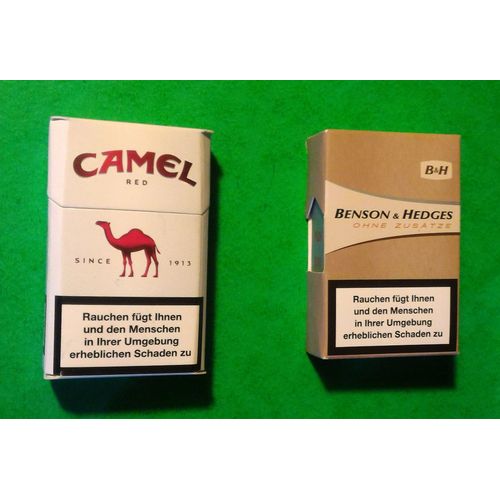 CAMEL
RED
SINCE 1913
Rauchen fügt Ihnen
und den Menschen
in Ihrer Umgebung
erheblichen Schaden zu
B&H
BENSON & HEDGES
OHNE ZUSÄTZE
Rauchen fügt Ihnen
und den Menschen
in Ihrer Umgebung
erheblichen Schaden zu